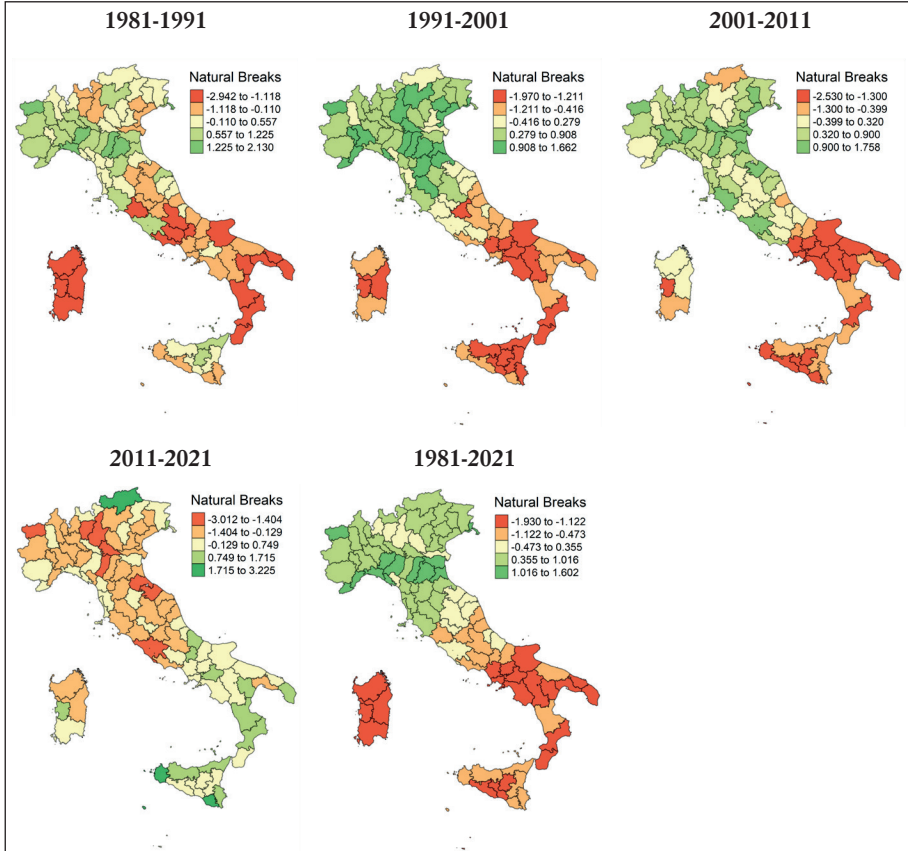 1981-1991
1991-2001
2001-2011
Natural Breaks
-2.942 to -1.118
-1.118 to -0.110
-0.110 to 0.557
0.557 to 1.225
1.225 to 2.130
Natural Breaks
-1.970 to -1.211
-1.211 to -0.416
-0.416 to 0.279
0.279 to 0.908
0.908 to 1.662
Natural Breaks
-2.530 to -1.300
-1.300 to -0.399
-0.399 to 0.320
0.320 to 0.900
0.900 to 1.758
2011-2021
1981-2021
Natural Breaks
-3.012 to -1.404
-1.404 to -0.129
-0.129 to 0.749
0.749 to 1.715
1.715 to 3.225
Natural Breaks
-1.930 to -1.122
-1.122 to -0.473
-0.473 to 0.355
0.355 to 1.016
1.016 to 1.602